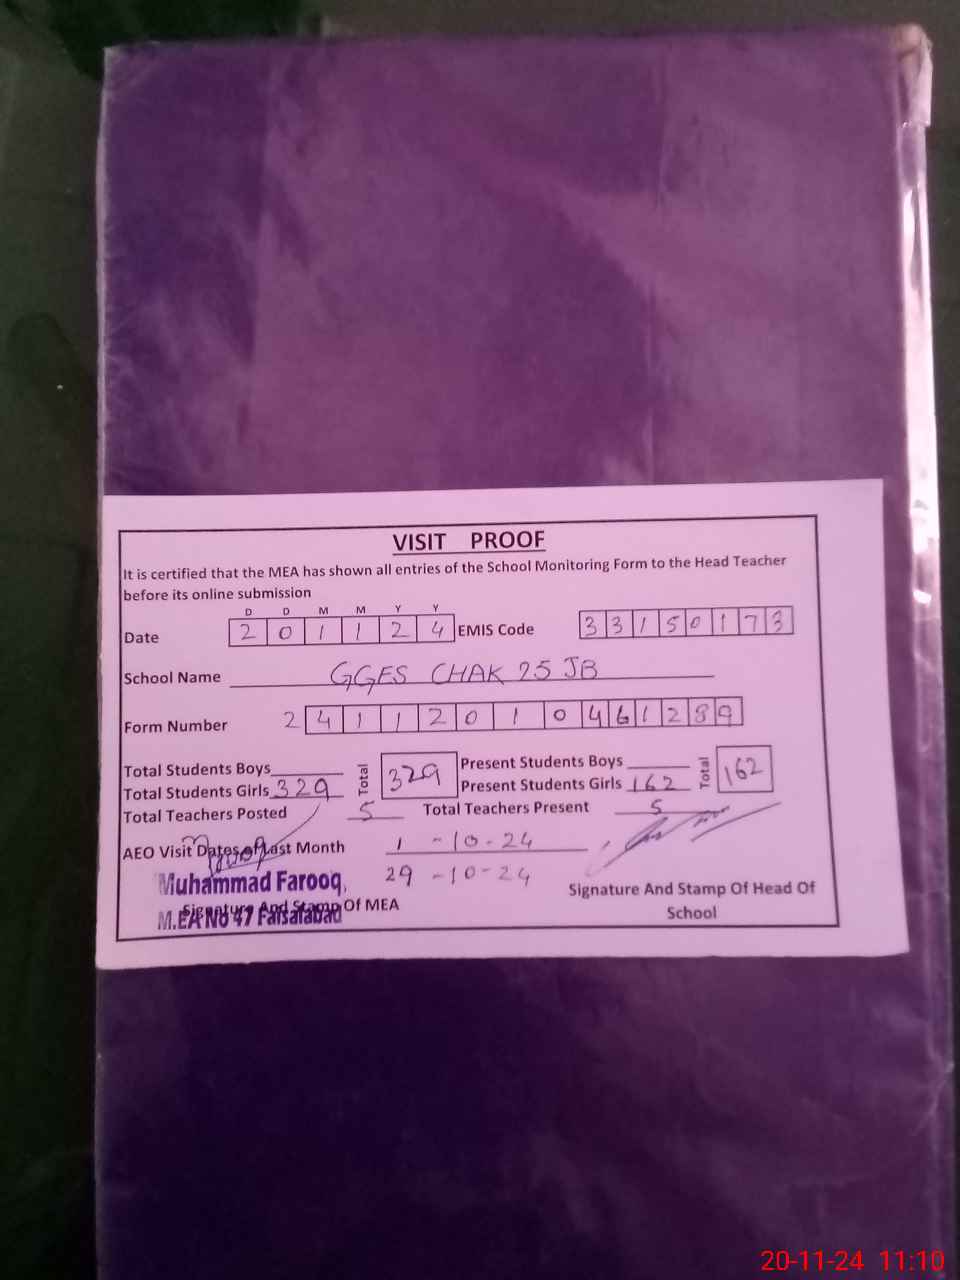 VISIT PROOF
It is certified that the MEA has shown all entries of the School Monitoring Form to the Head Teacher
before its online submission
D D M M Y Y
Date 2 0 1 1 2 4 EMIS Code 3 3 1 5 0 1 7 3
School Name GGES CHAK 25 JB
Form Number 2 4 1 1 2 0 1 0 4 6 1 2 8 9
Total Students Boys Total 329 Present Students Boys Total 162
Total Students Girls 329 Present Students Girls 162
Total Teachers Posted 5 Total Teachers Present 5
AEO Visit Dates of Last Month 1-10-24
29-10-24
Muhammad Farooq,
Signature And Stamp Of MEA
M.EA No 47 Faisalabad
Signature And Stamp Of Head Of
School
20-11-24 11:10